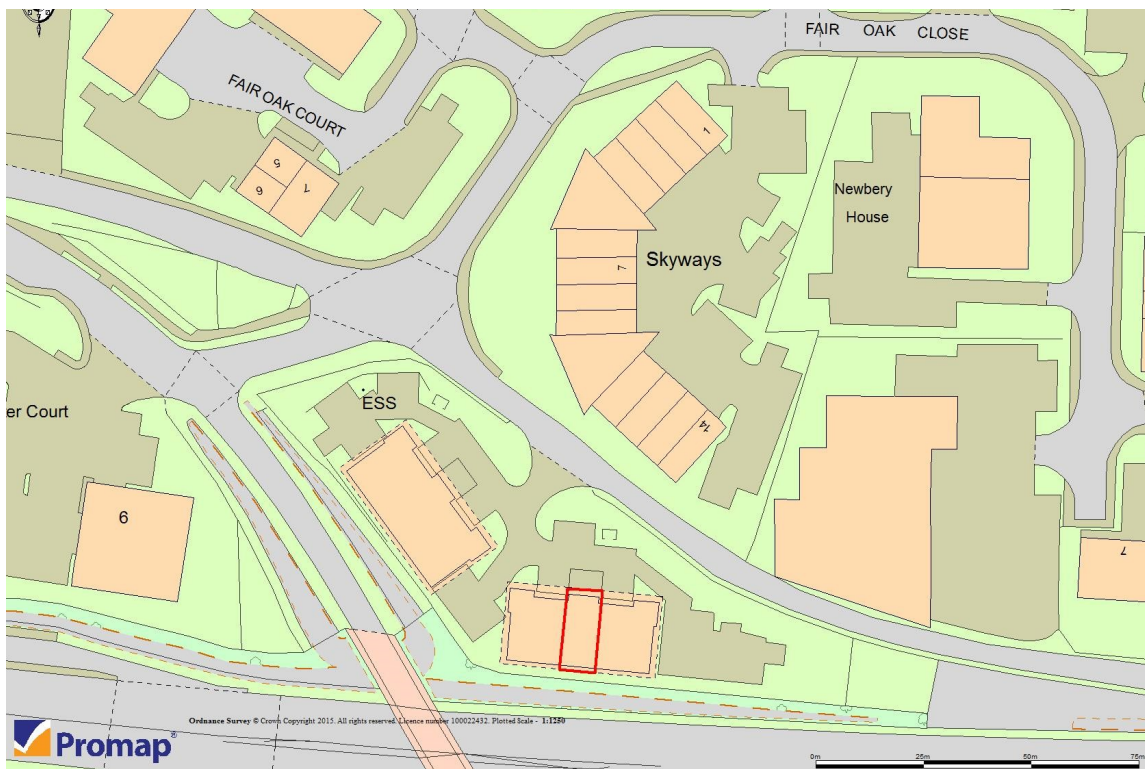 FAIR OAK CLOSE
FAIR OAK COURT
1
5
6
7
Newbery
House
7
Skyways
ESS
er Court
14
9
7
Ordnance Survey © Crown Copyright 2015. All rights reserved. Licence number 100022432. Plotted Scale - 1:1250
Promap®
0m 25m 50m 75m